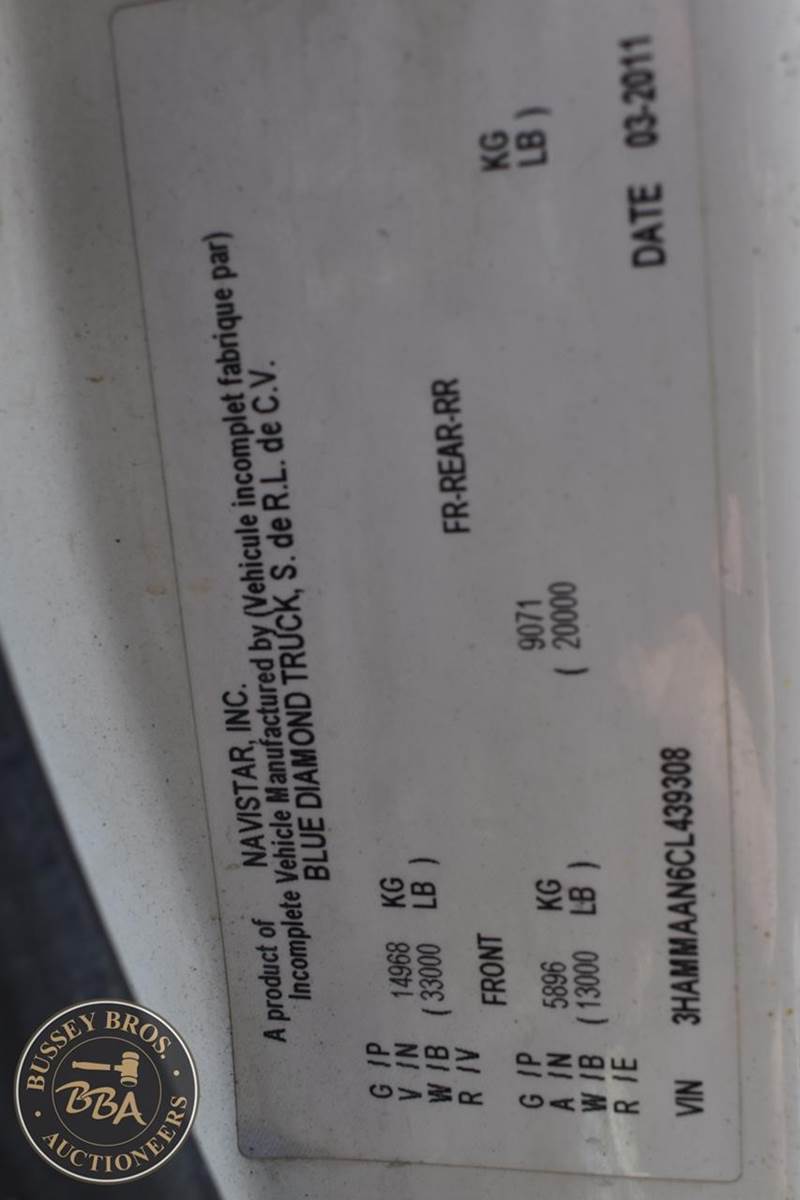 A product of NAVISTAR, INC.
Incomplete Vehicle Manufactured by (Vehicule incomplet fabrique par)
BLUE DIAMOND TRUCK, S. de R.L. de C.V.
G /P
V /N 14968 KG
W /B ( 33000 LB )
R /V
FRONT FR-REAR-RR
G /P
A /N 5896 KG 9071 KG
W /B ( 13000 LB ) ( 20000 LB )
R /E
VIN 3HAMMAAN6CL439308 DATE 03-2011
BUSSEY BROS.
BBA
AUCTIONEERS